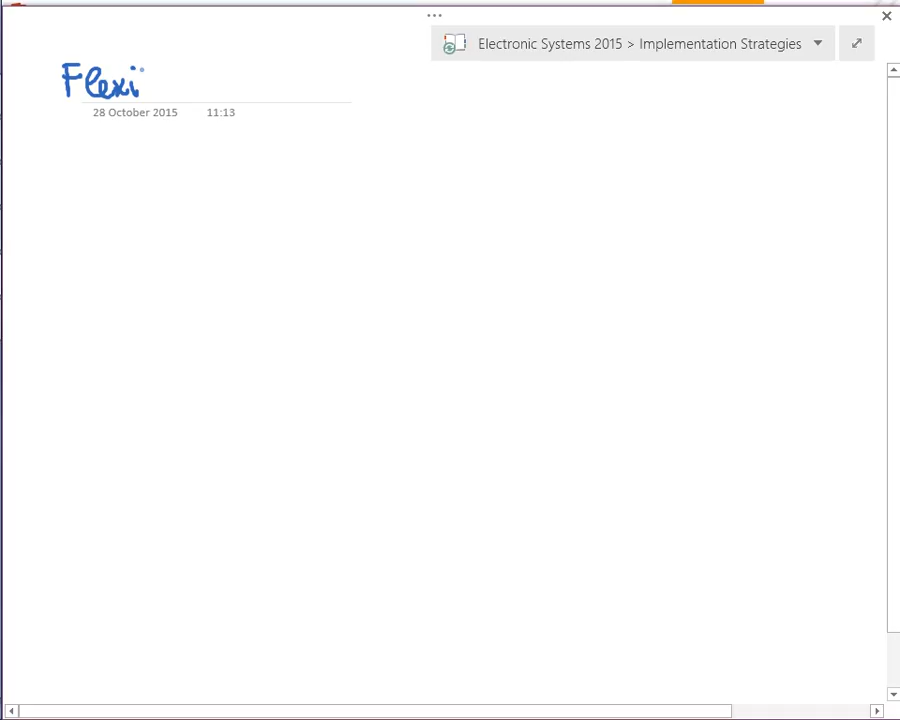 Electronic Systems 2015 > Implementation Strategies
Flexi
28 October 2015 11:13